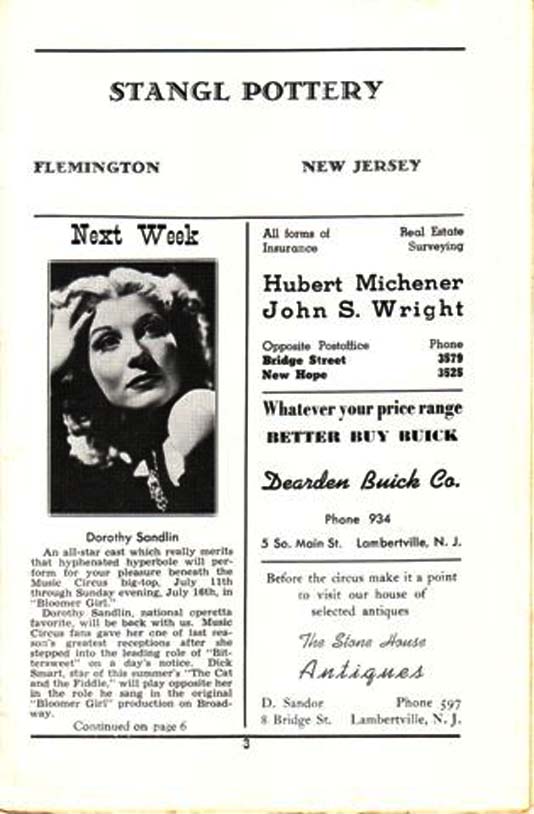 STANGL POTTERY
FLEMINGTON NEW JERSEY
Next Week
Dorothy Sandlin
An all-star cast which really merits
that hyphenated hyperbole will per-
form for your pleasure beneath the
Music Circus big-top, July 11th
through Sunday evening, July 16th, in
"Bloomer Girl."
Dorothy Sandlin, national operetta
favorite, will be back with us. Music
Circus fans gave her one of last sea-
son's greatest receptions after she
stepped into the leading role of "Bit-
tersweet" on a day's notice. Dick
Smart, star of this summer's "The Cat
and the Fiddle," will play opposite her
in the role he sang in the original
"Bloomer Girl" production on Broad-
way.
Continued on page 6
All forms of Real Estate
Insurance Surveying
Hubert Michener
John S. Wright
Opposite Postoffice Phone
Bridge Street 3579
New Hope 3525
Whatever your price range
BETTER BUY BUICK
Dearden Buick Co.
Phone 934
5 So. Main St. Lambertville, N. J.
Before the circus make it a point
to visit our house of
selected antiques
The Stone House
Antiques
D. Sandor Phone 597
8 Bridge St. Lambertville, N. J.
3